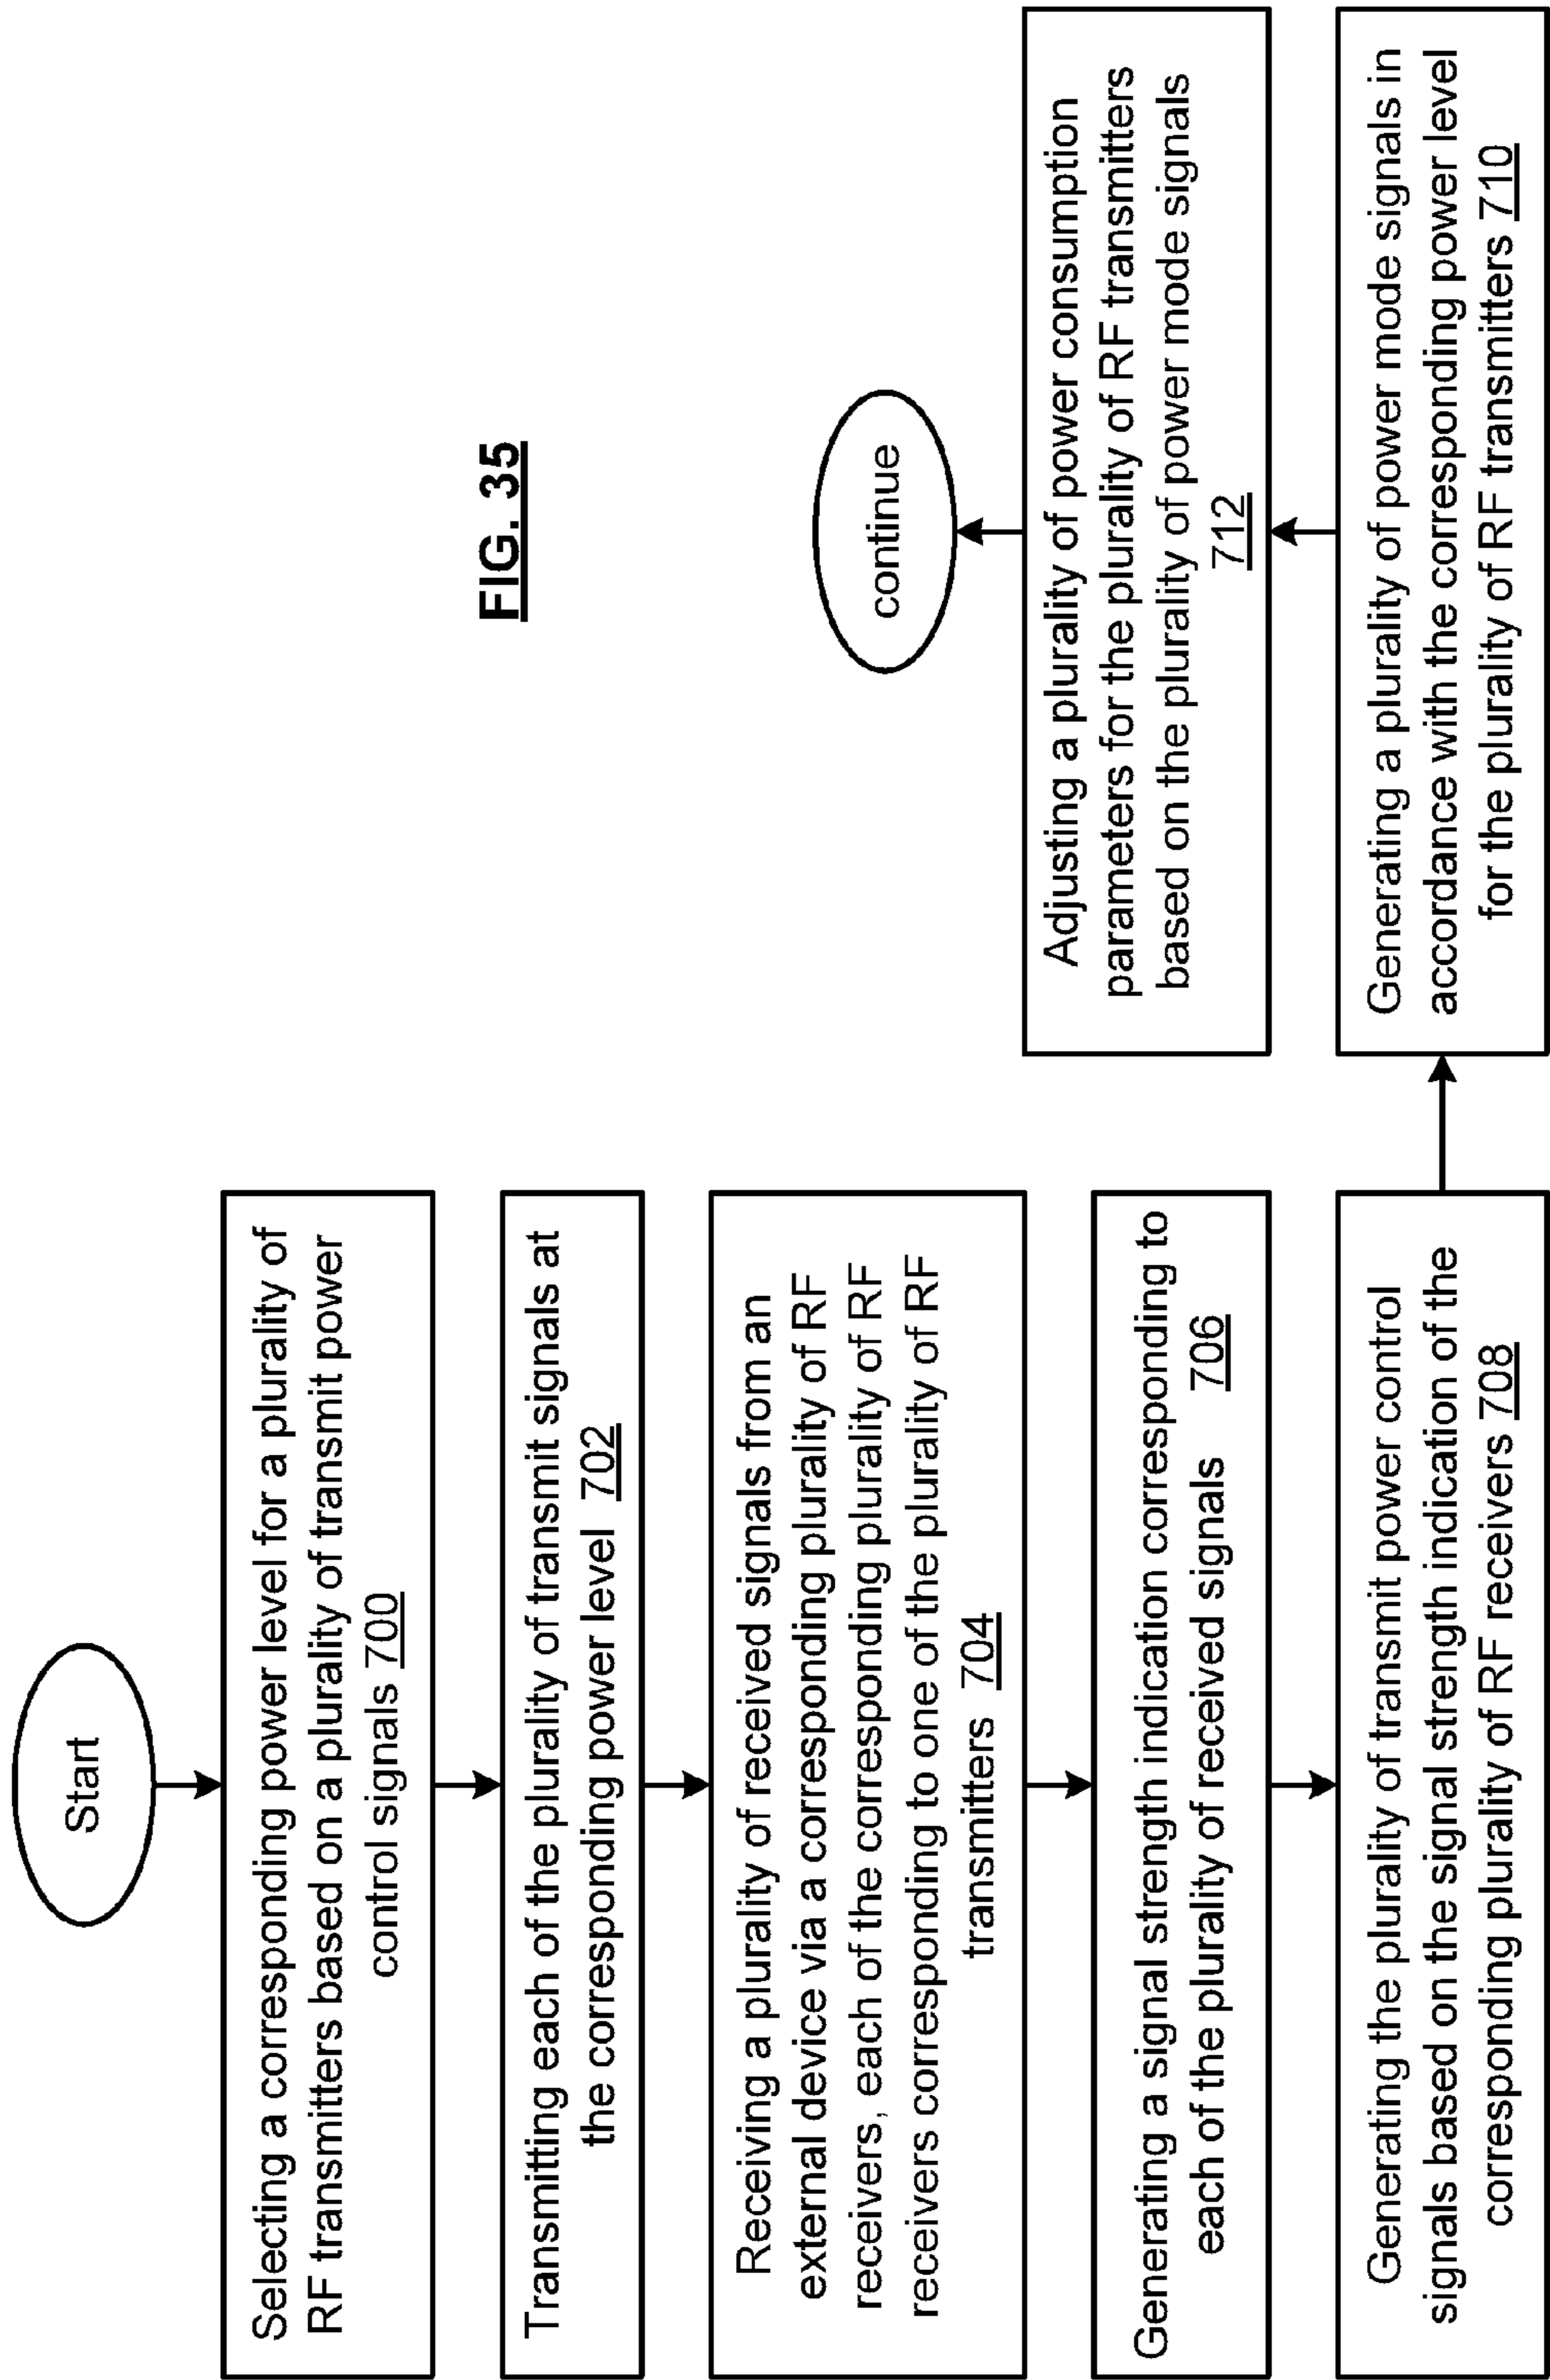 Start
Selecting a corresponding power level for a plurality of
RF transmitters based on a plurality of transmit power
control signals 700
Transmitting each of the plurality of transmit signals at
the corresponding power level 702
Receiving a plurality of received signals from an
external device via a corresponding plurality of RF
receivers, each of the corresponding plurality of RF
receivers corresponding to one of the plurality of RF
transmitters 704
Generating a signal strength indication corresponding to
each of the plurality of received signals 706
Generating the plurality of transmit power control
signals based on the signal strength indication of the
corresponding plurality of RF receivers 708
Generating a plurality of power mode signals in
accordance with the corresponding power level
for the plurality of RF transmitters 710
Adjusting a plurality of power consumption
parameters for the plurality of RF transmitters
based on the plurality of power mode signals
712
continue
FIG. 35